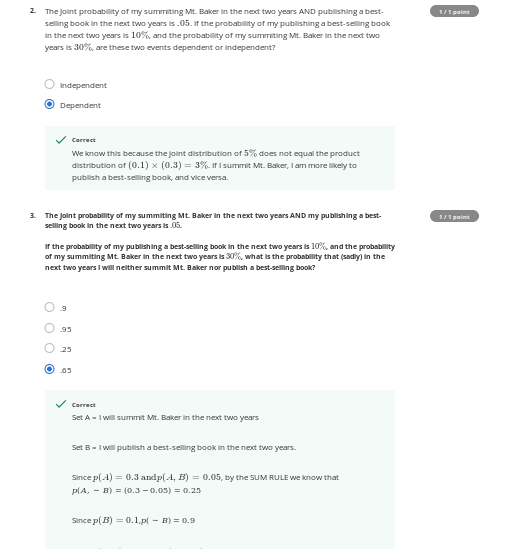 2. The joint probability of my summiting Mt. Baker in the next two years AND publishing a best-
selling book in the next two years is .05. If the probability of my publishing a best-selling book
in the next two years is 10%, and the probability of my summiting Mt. Baker in the next two
years is 30%, are these two events dependent or independent?
1 / 1 point
Independent
Dependent
Correct
We know this because the joint distribution of 5% does not equal the product
distribution of (0.1) × (0.3) = 3%. If I summit Mt. Baker, I am more likely to
publish a best-selling book, and vice versa.
3. The joint probability of my summiting Mt. Baker in the next two years AND my publishing a best-
selling book in the next two years is .05.
1 / 1 point
If the probability of my publishing a best-selling book in the next two years is 10%, and the probability
of my summiting Mt. Baker in the next two years is 30%, what is the probability that (sadly) in the
next two years I will neither summit Mt. Baker nor publish a best-selling book?
.9
.95
.25
.65
Correct
Set A = I will summit Mt. Baker in the next two years
Set B = I will publish a best-selling book in the next two years.
Since p(A) = 0.3 andp(A, B) = 0.05, by the SUM RULE we know that
p(A, ∼ B) = (0.3 − 0.05) = 0.25
Since p(B) = 0.1,p( ∼ B) = 0.9